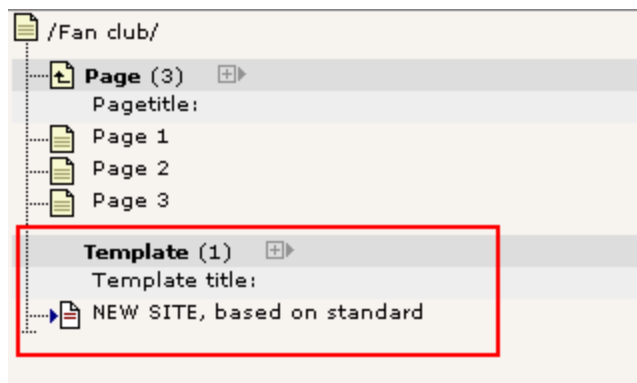 /Fan club/
Page (3)
Pagetitle:
Page 1
Page 2
Page 3
Template (1)
Template title:
NEW SITE, based on standard